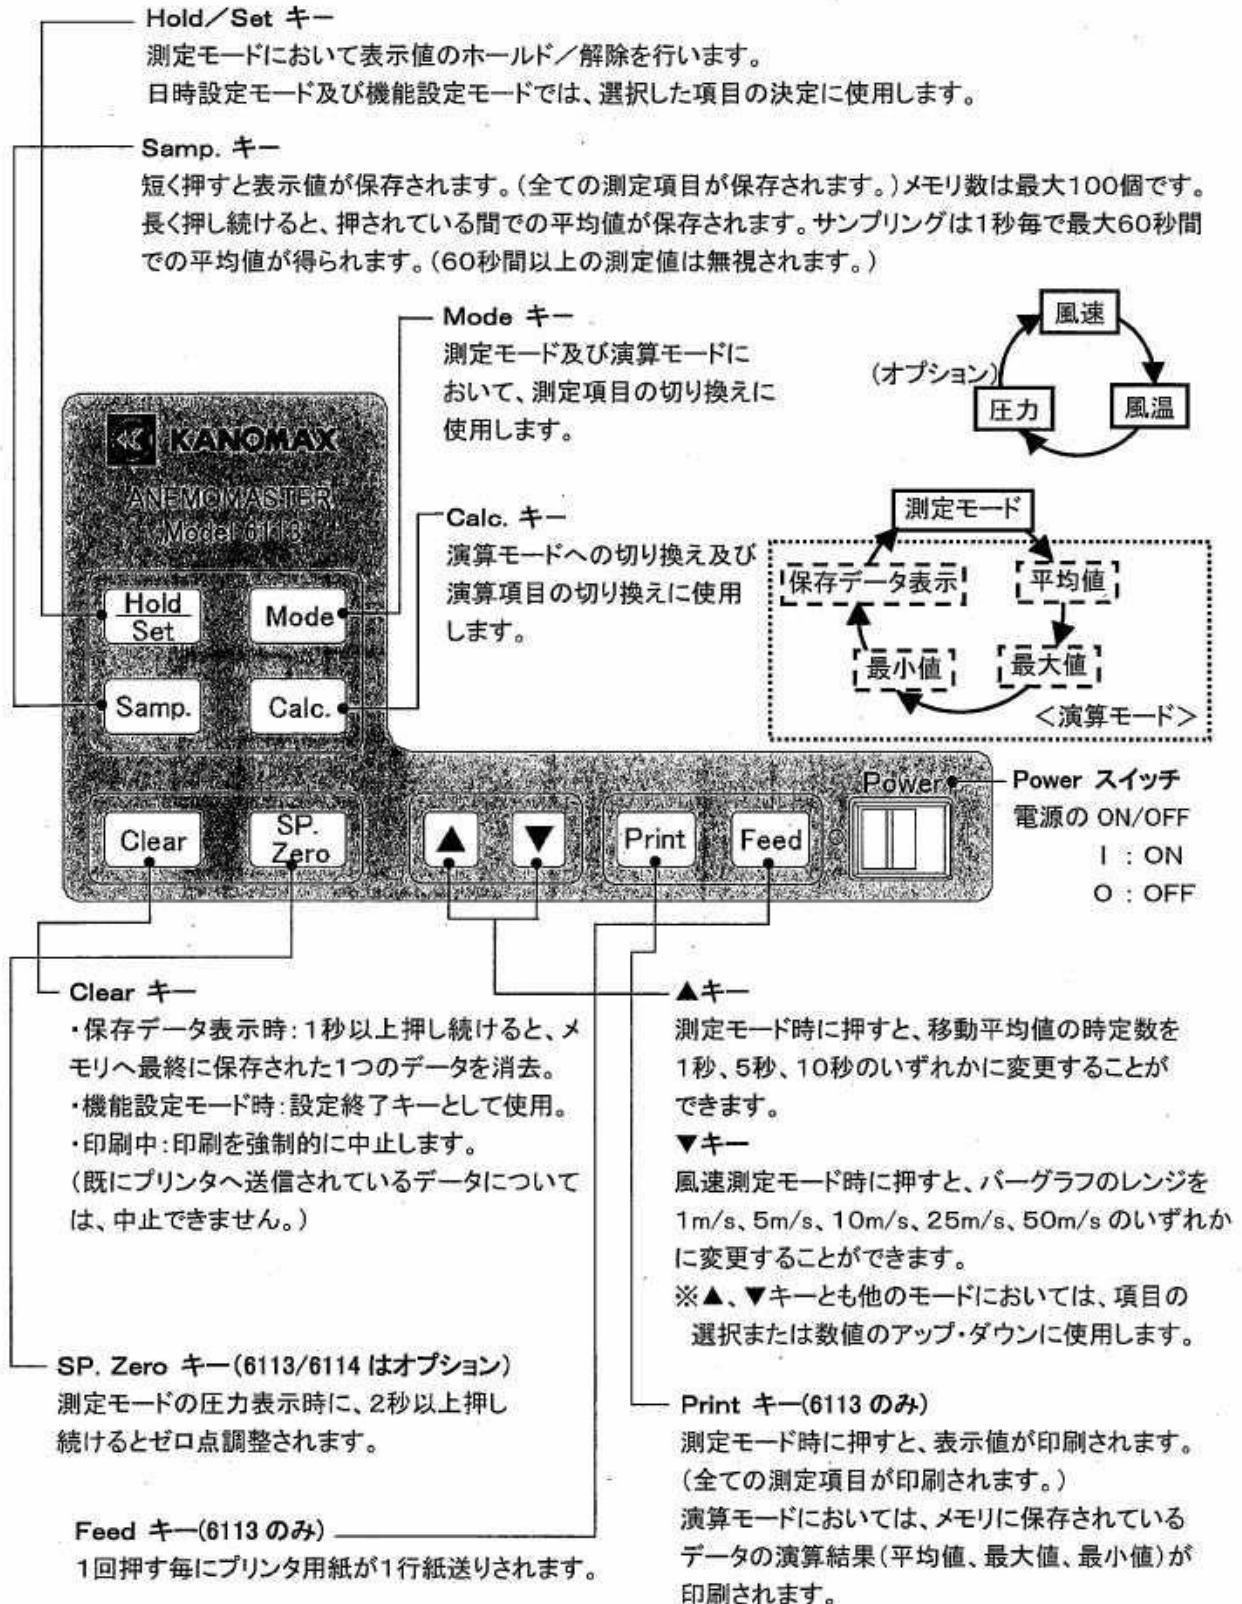 Hold／Set キー
測定モードにおいて表示値のホールド／解除を行います。
日時設定モード及び機能設定モードでは、選択した項目の決定に使用します。
Samp. キー
短く押すと表示値が保存されます。（全ての測定項目が保存されます。）メモリ数は最大100個です。
長く押し続けると、押されている間での平均値が保存されます。サンプリングは1秒毎で最大60秒間
での平均値が得られます。（60秒間以上の測定値は無視されます。）
Mode キー
測定モード及び演算モードに
おいて、測定項目の切り換えに
使用します。
風速
(オプション)
圧力
風温
KANOMAX
ANEMOMASTER
Model 6113
Calc. キー
演算モードへの切り換え及び
演算項目の切り換えに使用
します。
測定モード
保存データ表示
平均値
最小値
最大値
＜演算モード＞
Hold
Set
Mode
Samp.
Calc.
Clear
SP.
Zero
▲
▼
Print
Feed
Power
Power スイッチ
電源の ON/OFF
I : ON
O : OFF
Clear キー
・保存データ表示時：1秒以上押し続けると、メ
モリへ最終に保存された1つのデータを消去。
・機能設定モード時：設定終了キーとして使用。
・印刷中：印刷を強制的に中止します。
（既にプリンタへ送信されているデータについて
は、中止できません。）
▲キー
測定モード時に押すと、移動平均値の時定数を
1秒、5秒、10秒のいずれかに変更することが
できます。
▼キー
風速測定モード時に押すと、バーグラフのレンジを
1m/s、5m/s、10m/s、25m/s、50m/s のいずれか
に変更することができます。
※▲、▼キーとも他のモードにおいては、項目の
選択または数値のアップ・ダウンに使用します。
SP. Zero キー（6113/6114 はオプション）
測定モードの圧力表示時に、2秒以上押し
続けるとゼロ点調整されます。
Feed キー(6113 のみ)
1回押す毎にプリンタ用紙が1行紙送りされます。
Print キー(6113 のみ)
測定モード時に押すと、表示値が印刷されます。
（全ての測定項目が印刷されます。）
演算モードにおいては、メモリに保存されている
データの演算結果（平均値、最大値、最小値）が
印刷されます。